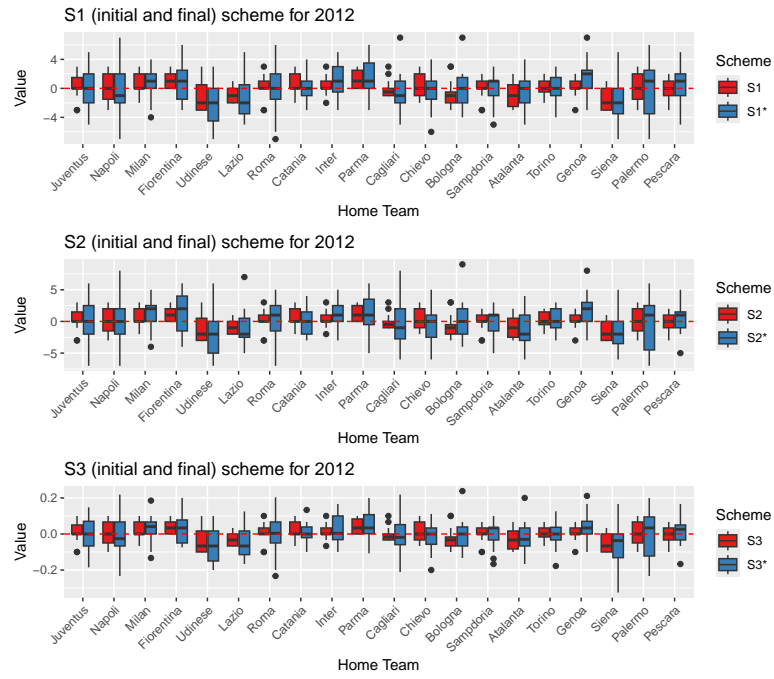 S1 (initial and final) scheme for 2012
Value
4
0
−4
Juventus
Napoli
Milan
Fiorentina
Udinese
Lazio
Roma
Catania
Inter
Parma
Cagliari
Chievo
Bologna
Sampdoria
Atalanta
Torino
Genoa
Siena
Palermo
Pescara
Home Team
Scheme
S1
S1*
S2 (initial and final) scheme for 2012
Value
5
0
−5
Juventus
Napoli
Milan
Fiorentina
Udinese
Lazio
Roma
Catania
Inter
Parma
Cagliari
Chievo
Bologna
Sampdoria
Atalanta
Torino
Genoa
Siena
Palermo
Pescara
Home Team
Scheme
S2
S2*
S3 (initial and final) scheme for 2012
Value
0.2
0.0
−0.2
Juventus
Napoli
Milan
Fiorentina
Udinese
Lazio
Roma
Catania
Inter
Parma
Cagliari
Chievo
Bologna
Sampdoria
Atalanta
Torino
Genoa
Siena
Palermo
Pescara
Home Team
Scheme
S3
S3*